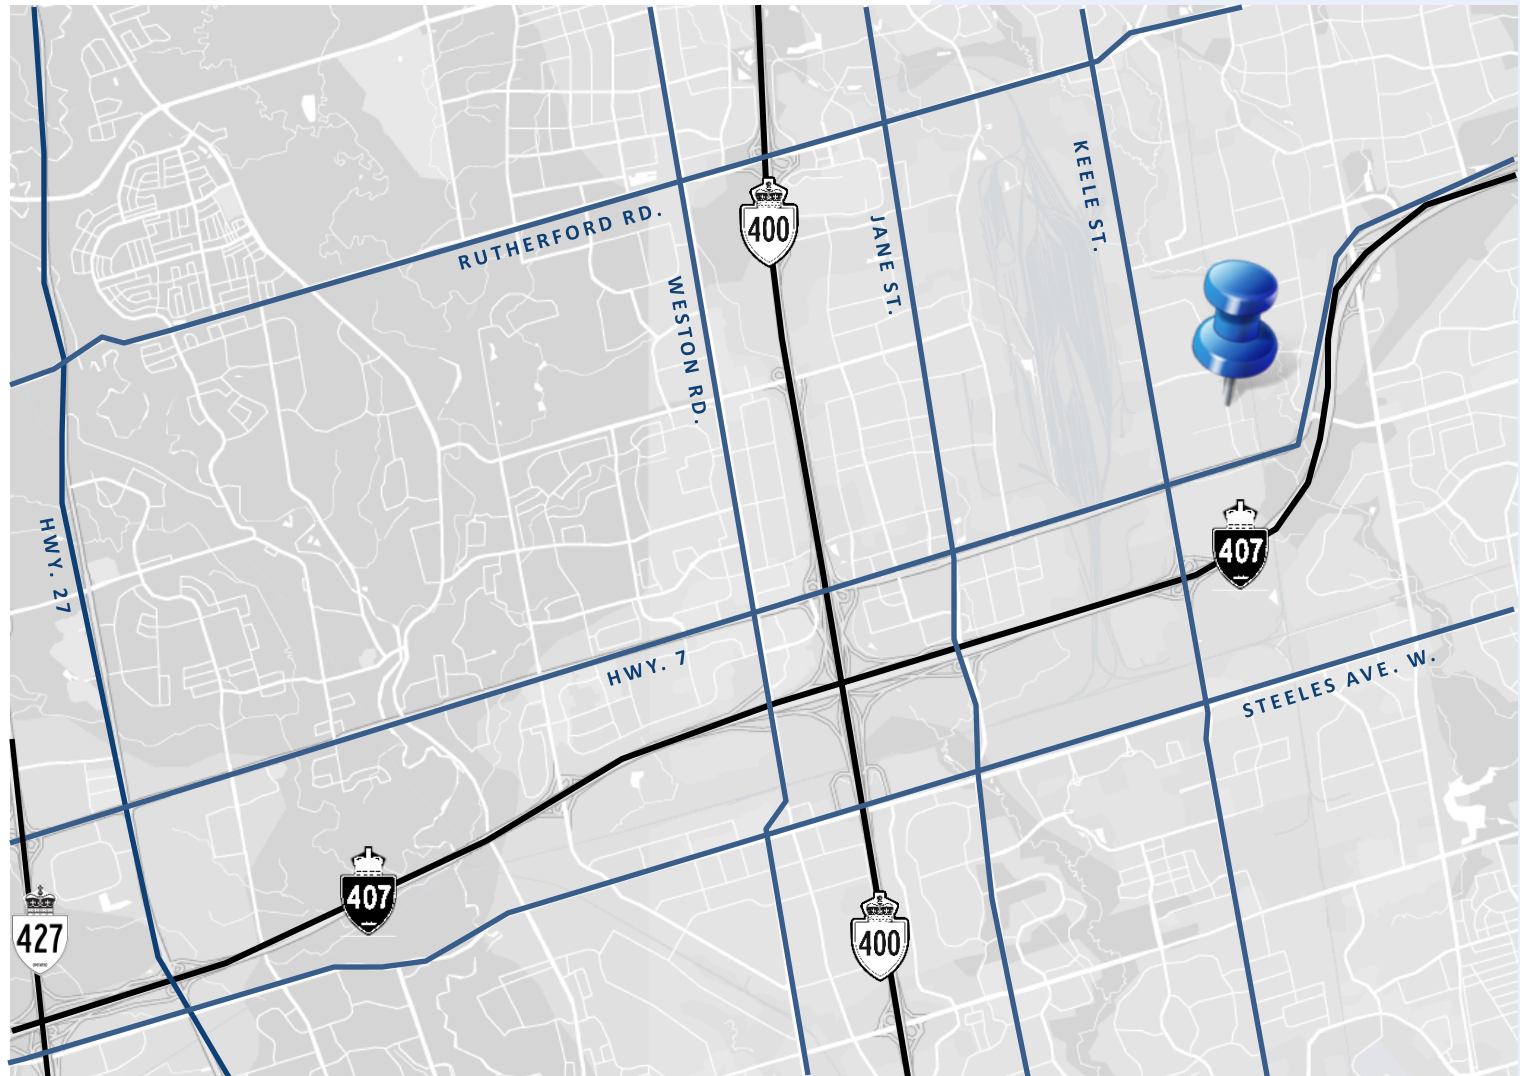 KEELE ST.
RUTHERFORD RD.
400
JANE ST.
WESTON RD.
HWY. 27
407
HWY. 7
STEELES AVE. W.
407
427
400